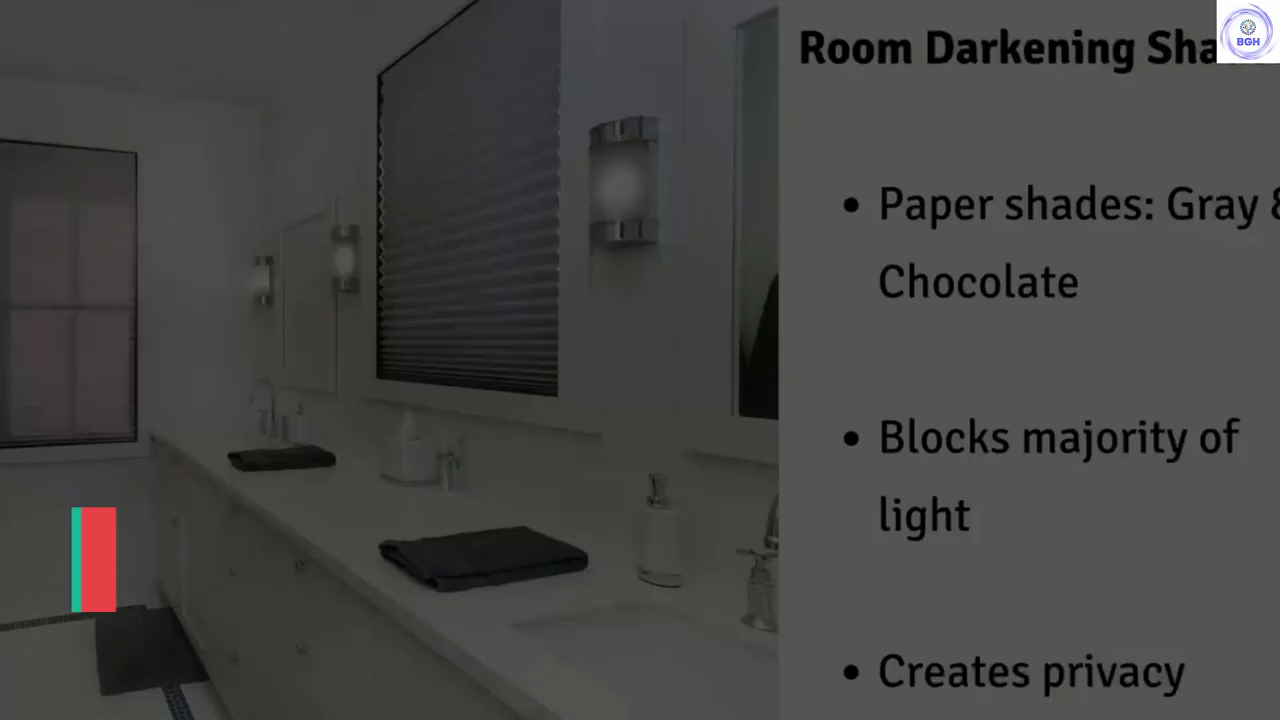 BGH
Room Darkening Sha
• Paper shades: Gray &
Chocolate
• Blocks majority of
light
• Creates privacy